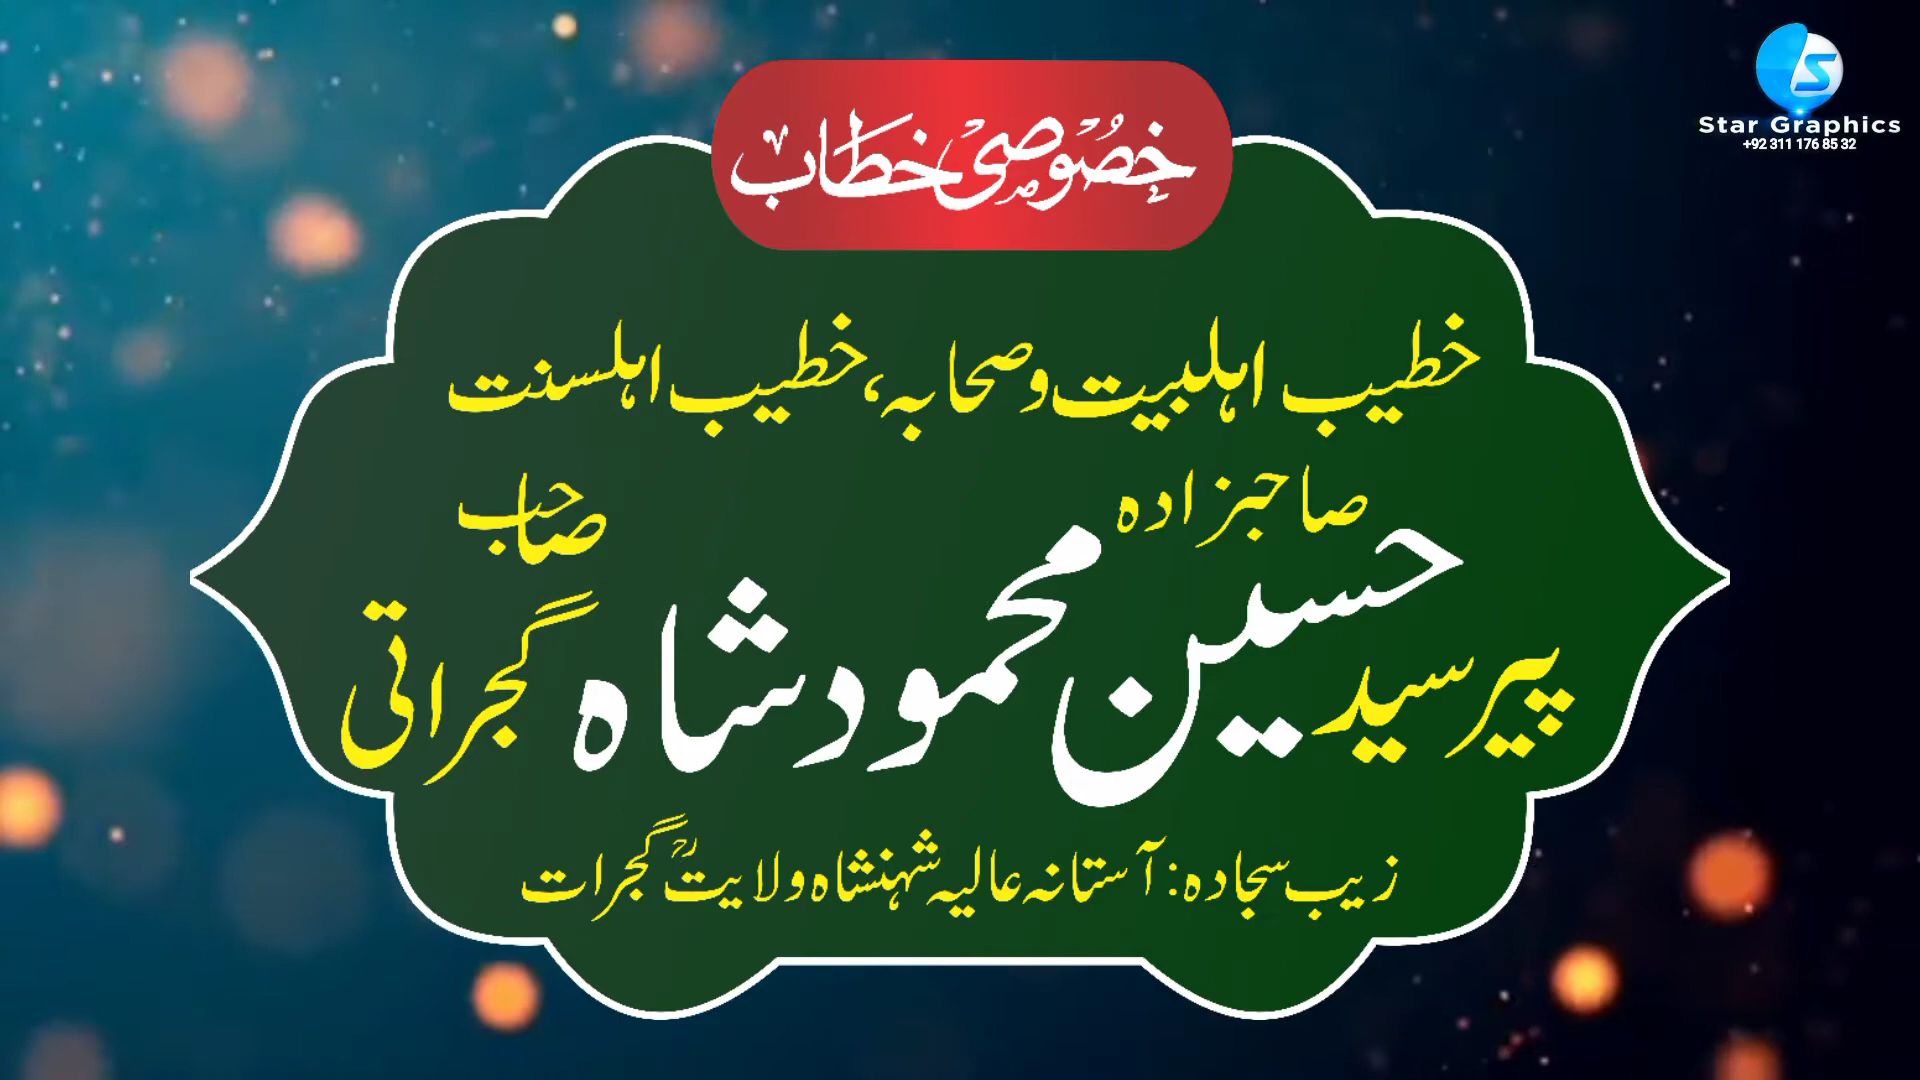 Star Graphics
+92 311 176 85 32
خصوصی خطاب
خطیب اہلبیت و صحابہ، خطیب اہلسنت
صاحبزادہ
پیر سید حسین محمود شاہ گجراتی صاحب
زیب سجادہ: آستانہ عالیہ شہنشاہ ولایتؒ گجرات